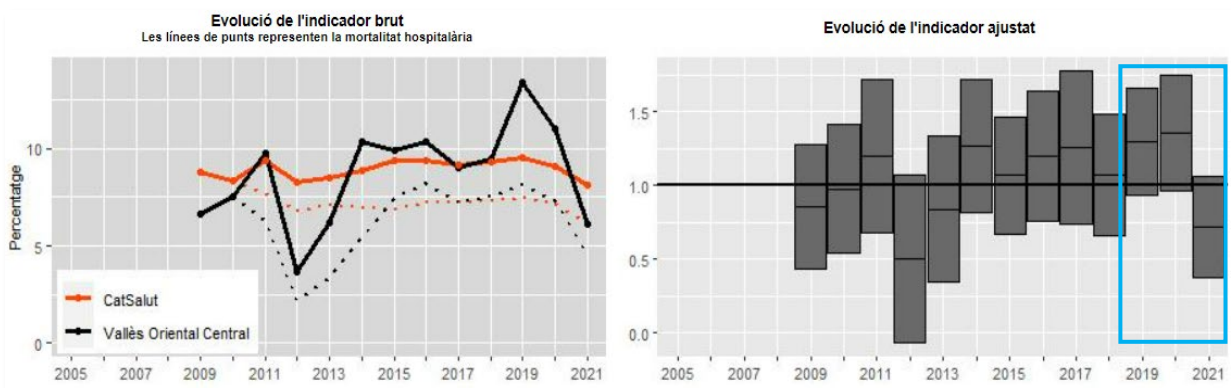 Evolució de l'indicador brut
Les línees de punts representen la mortalitat hospitalària
Percentatge
10
5
0
CatSalut
Vallès Oriental Central
2005 2007 2009 2011 2013 2015 2017 2019 2021
Evolució de l'indicador ajustat
1.5
1.0
0.5
0.0
2005 2007 2009 2011 2013 2015 2017 2019 2021